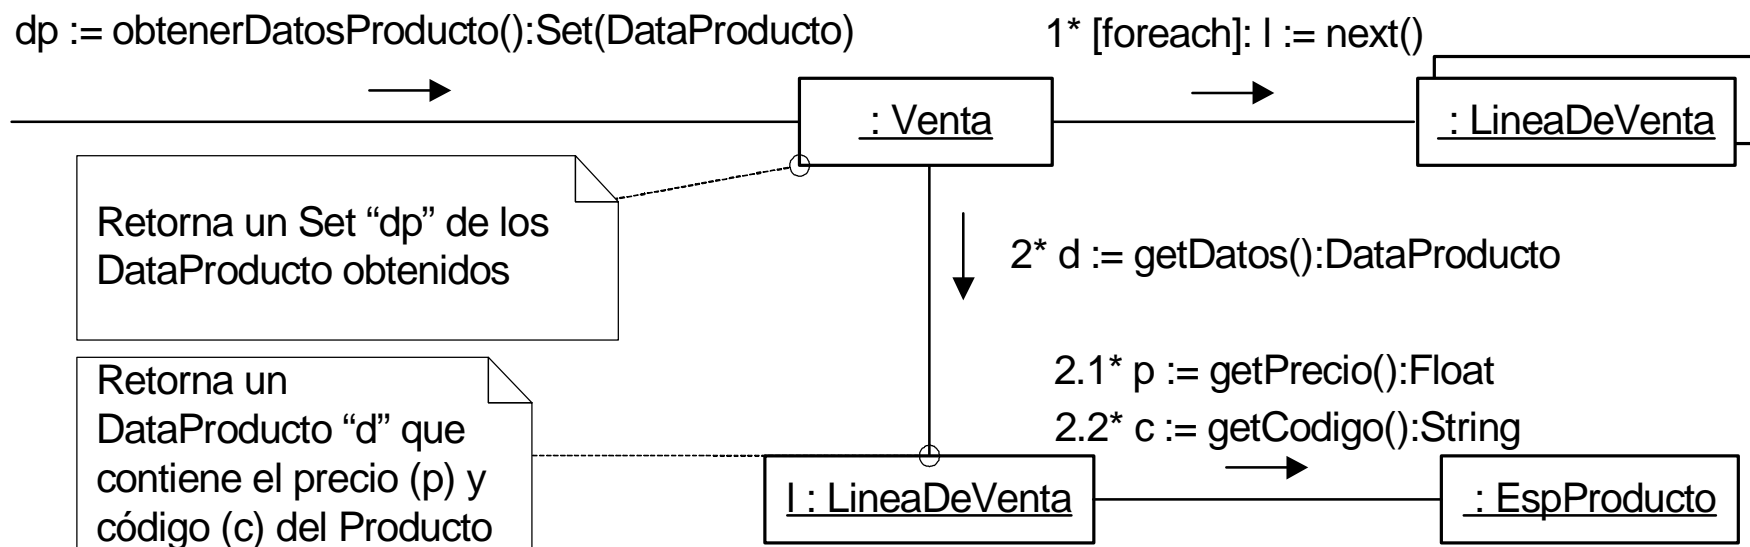 dp := obtenerDatosProducto():Set(DataProducto)
1* [foreach]: l := next()
: Venta
: LineaDeVenta
Retorna un Set “dp” de los
DataProducto obtenidos
2* d := getDatos():DataProducto
Retorna un
DataProducto “d” que
contiene el precio (p) y
código (c) del Producto
2.1* p := getPrecio():Float
2.2* c := getCodigo():String
l : LineaDeVenta
: EspProducto